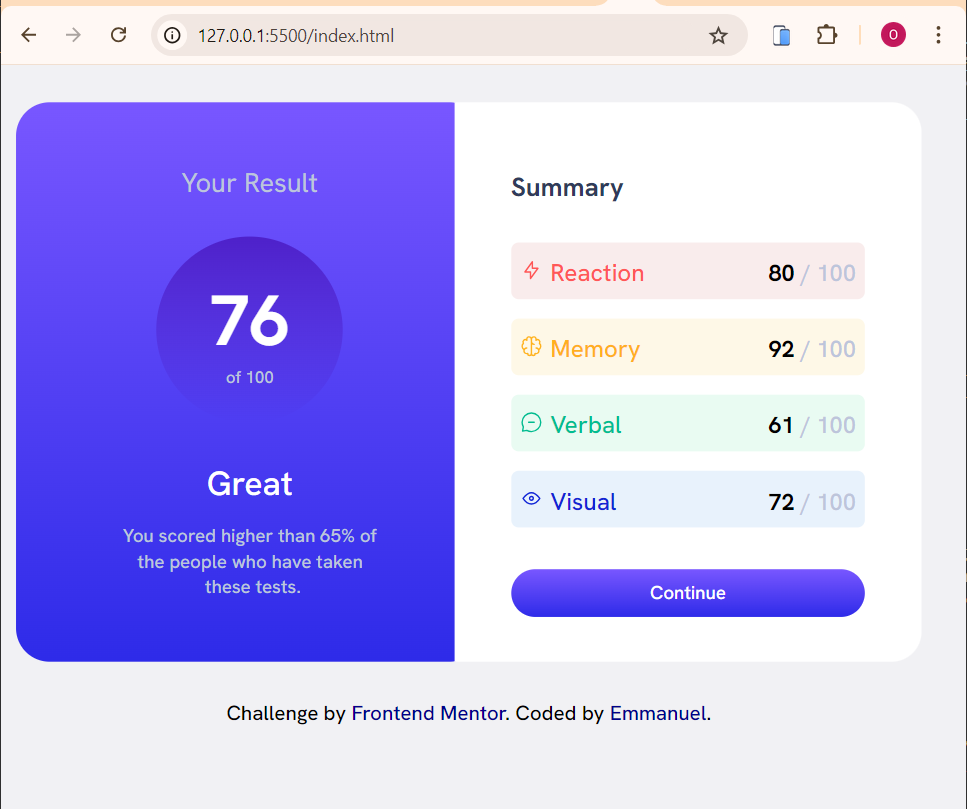 127.0.0.1:5500/index.html
O
Your Result
76
of 100
Great
You scored higher than 65% of
the people who have taken
these tests.
Summary
Reaction 80 / 100
Memory 92 / 100
Verbal 61 / 100
Visual 72 / 100
Continue
Challenge by Frontend Mentor. Coded by Emmanuel.